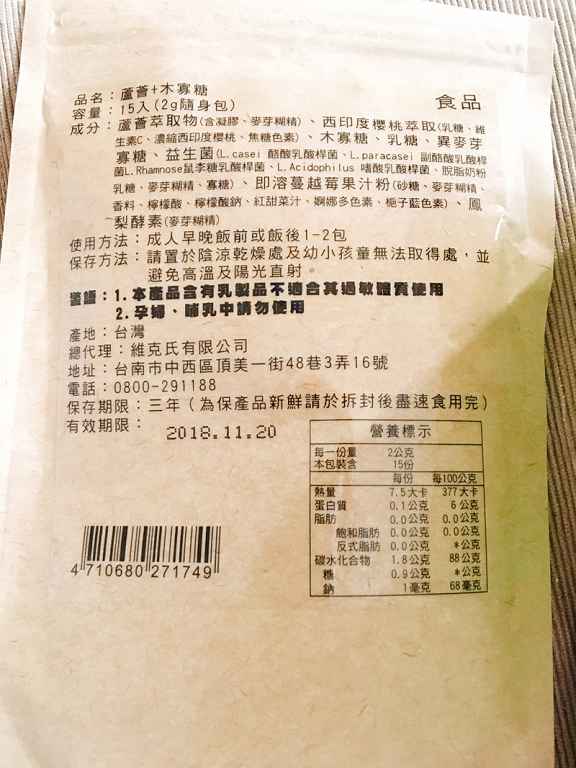 品名：蘆薈+木寡糖
食品
容量：15入(2g隨身包)
成分：蘆薈萃取物(含凝膠、麥芽糊精)、西印度櫻桃萃取(乳糖、維
生素C、濃縮西印度櫻桃、焦糖色素)、木寡糖、乳糖、異麥芽
寡糖、益生菌(L.casei 酪酸乳酸桿菌、L.paracasei 副酪酸乳酸桿
菌L.Rhamnose鼠李糖乳酸桿菌、L.Acidophilus 嗜酸乳酸桿菌、脫脂奶粉
乳糖、麥芽糊精、寡糖)、即溶蔓越莓果汁粉(砂糖、麥芽糊精、
香料、檸檬酸、檸檬酸鈉、紅甜菜汁、婀娜多色素、梔子藍色素)、鳳
梨酵素(麥芽糊精)
使用方法：成人早晚飯前或飯後1-2包
保存方法：請置於陰涼乾燥處及幼小孩童無法取得處，並
避免高溫及陽光直射。
警語：1.本產品含有乳製品不適合其過敏體質使用
2.孕婦、哺乳中請勿使用
產地：台灣
總代理：維克氏有限公司
地址：台南市中西區頂美一街48巷3弄16號
電話：0800-291188
保存期限：三年(為保產品新鮮請於拆封後盡速食用完)
有效期限：
2018.11.20
營養標示
每一份量 2公克
本包裝含 15份
每份 每100公克
熱量 7.5大卡 377大卡
蛋白質 0.1公克 6公克
脂肪 0.0公克 0.0公克
飽和脂肪 0.0公克 0.0公克
反式脂肪 0.0公克 *公克
碳水化合物 1.8公克 88公克
糖 0.9公克 *公克
鈉 1毫克 68毫克
4 710680 271749